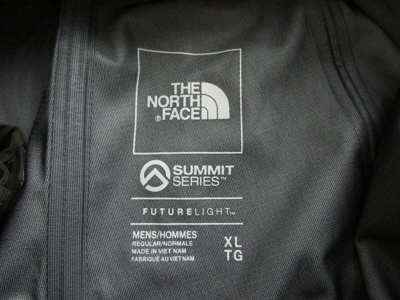 THE
NORTH
FACE
®
SUMMIT
SERIES™
FUTURELIGHT™
MENS/HOMMES
REGULAR/NORMALE
MADE IN VIET NAM
FABRIQUÉ AU VIET NAM
XL
TG